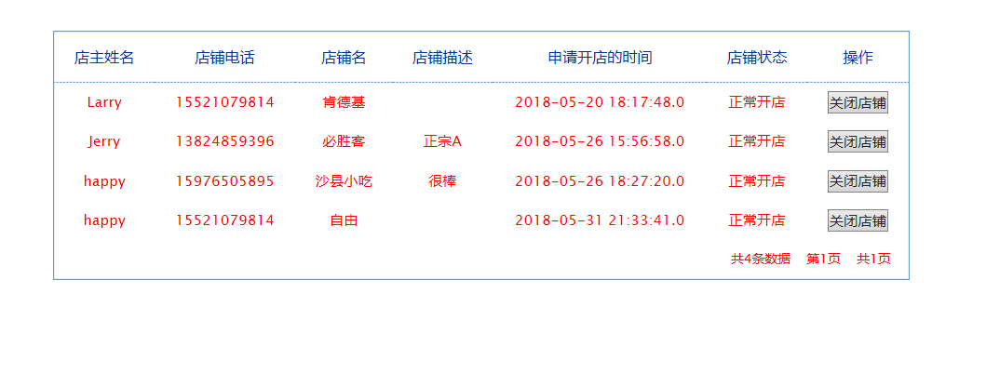 店主姓名 店铺电话 店铺名 店铺描述 申请开店的时间 店铺状态 操作
Larry 15521079814 肯德基 2018-05-20 18:17:48.0 正常开店 关闭店铺
Jerry 13824859396 必胜客 正宗A 2018-05-26 15:56:58.0 正常开店 关闭店铺
happy 15976505895 沙县小吃 很棒 2018-05-26 18:27:20.0 正常开店 关闭店铺
happy 15521079814 自由 2018-05-31 21:33:41.0 正常开店 关闭店铺
共4条数据 第1页 共1页